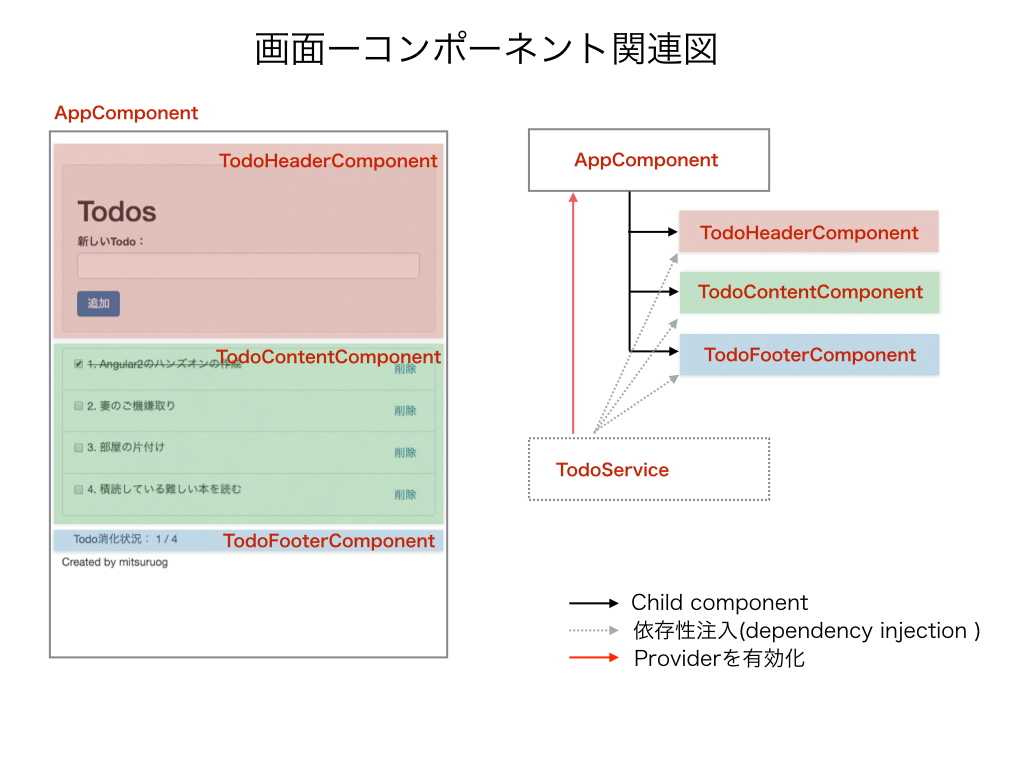 画面ーコンポーネント関連図
AppComponent
TodoHeaderComponent
Todos
新しいTodo：
追加
TodoContentComponent
1. Angular2のハンズオンの作成
削除
2. 妻のご機嫌取り
削除
3. 部屋の片付け
削除
4. 積読している難しい本を読む
削除
Todo消化状況： 1 / 4
TodoFooterComponent
Created by mitsuruog
AppComponent
TodoHeaderComponent
TodoContentComponent
TodoFooterComponent
TodoService
Child component
依存性注入(dependency injection )
Providerを有効化